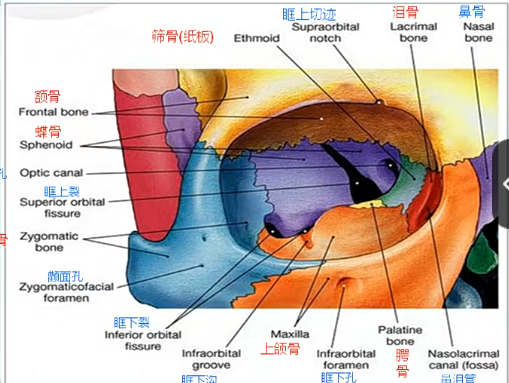 眶上切迹
泪骨
鼻骨
筛骨(纸板)
Ethmoid
Supraorbital
notch
Lacrimal
bone
Nasal
bone
额骨
Frontal bone
蝶骨
Sphenoid
孔
Optic canal
眶上裂
Superior orbital
fissure
骨
Zygomatic
bone
颧面孔
Zygomaticofacial
foramen
眶下裂
Inferior orbital
fissure
Infraorbital
groove
眶下沟
Maxilla
上颌骨
Infraorbital
foramen
眶下孔
Palatine
bone
腭
骨
Nasolacrimal
canal (fossa)
鼻泪管